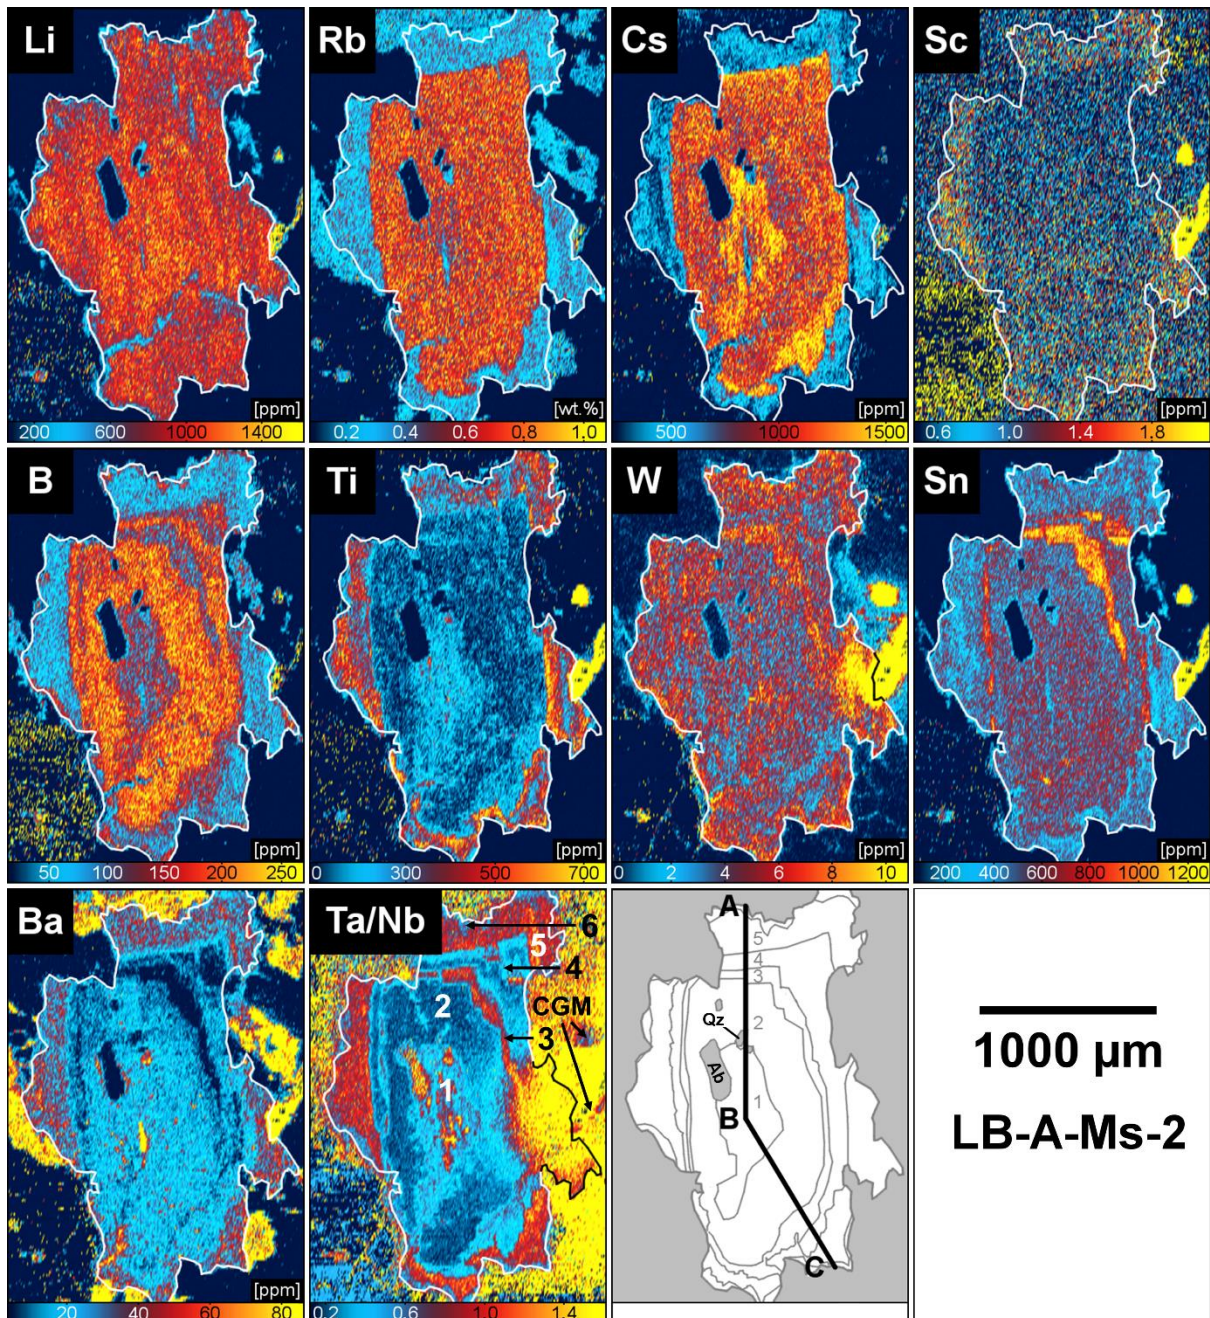 Li Rb Cs Sc
[ppm] [wt.%] [ppm] [ppm]
200 600 1000 1400 0.2 0.4 0.6 0.8 1.0 500 1000 1500 0.6 1.0 1.4 1.8
B Ti W Sn
[ppm] [ppm] [ppm] [ppm]
50 100 150 200 250 0 300 500 700 0 2 4 6 8 10 200 400 600 800 1000 1200
Ba Ta/Nb
6
5
4
2
CGM
3
1
[ppm]
20 40 60 80 0.2 0.6 1.0 1.4
A
5
4
3
2
Qz
Ab
1
B
C
1000 µm
LB-A-Ms-2